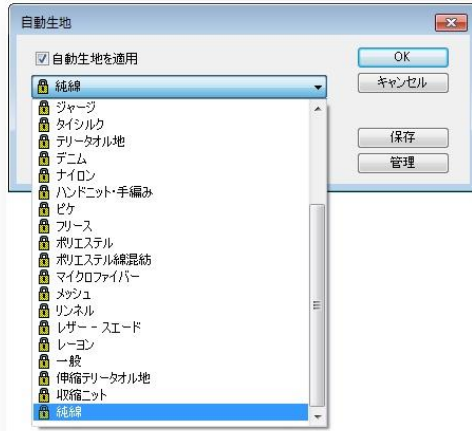 自動生地
自動生地を適用
OK
純綿
キャンセル
ジャージ
タイシルク
テリータオル地
保存
デニム
管理
ナイロン
ハンドニット・手編み
ピケ
フリース
ポリエステル
ポリエステル綿混紡
マイクロファイバー
メッシュ
リンネル
レザー - スエード
レーヨン
一般
伸縮テリータオル地
収縮ニット
純綿